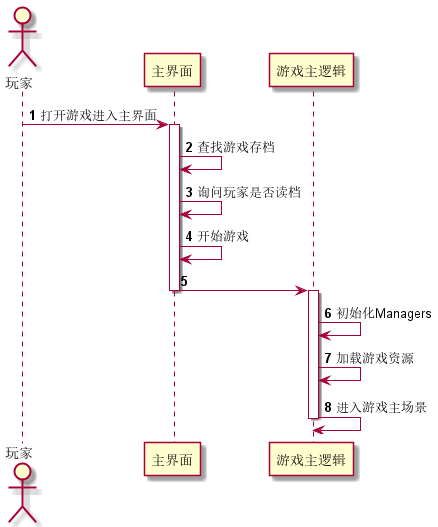 玩家
主界面
游戏主逻辑
1 打开游戏进入主界面
2 查找游戏存档
3 询问玩家是否读档
4 开始游戏
5
6 初始化Managers
7 加载游戏资源
8 进入游戏主场景
玩家
主界面
游戏主逻辑